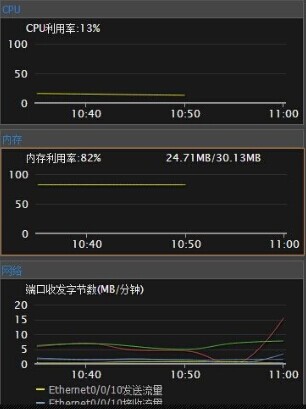 CPU
CPU利用率:13%
100
50
0
10:40 10:50 11:00
内存
内存利用率:82% 24.71MB/30.13MB
100
50
0
10:40 10:50 11:00
网络
端口收发字节数(MB/分钟)
20
15
10
5
0
10:40 10:50 11:00
Ethernet0/0/10发送流量
Ethernet0/0/10接收流量